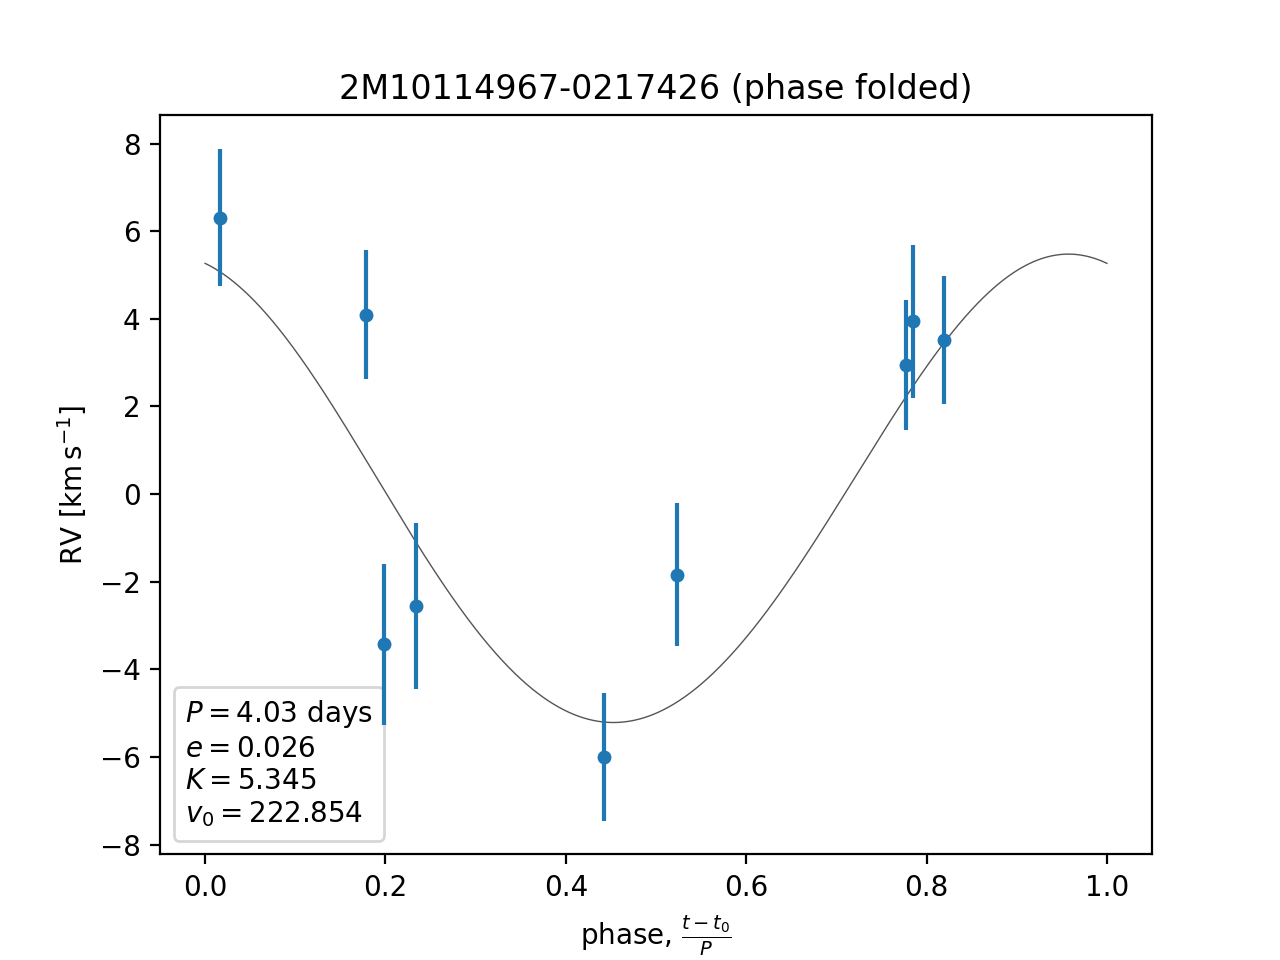 2M10114967-0217426 (phase folded)
RV [km s⁻¹]
8
6
4
2
0
−2
−4
−6
−8
P = 4.03 days
e = 0.026
K = 5.345
v₀ = 222.854
0.0 0.2 0.4 0.6 0.8 1.0
phase, (t − t₀)/P